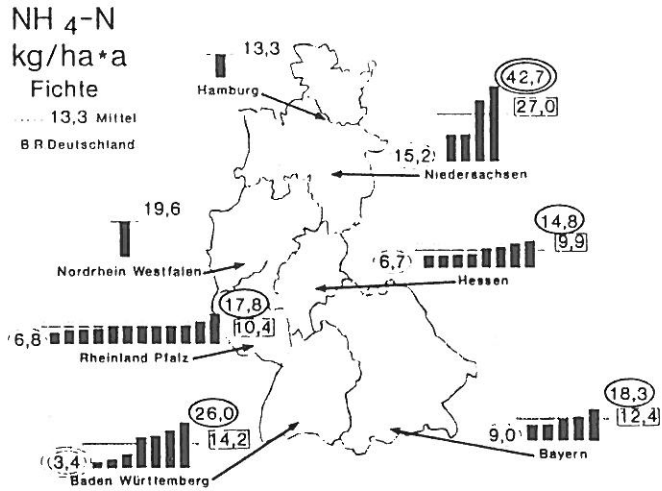 NH 4-N
kg/ha*a
Fichte
..... 13,3 Mittel
B R Deutschland
13,3
Hamburg
42,7
27,0
15,2
Niedersachsen
19,6
Nordrhein Westfalen
14,8
9,9
6,7
Hessen
17,8
10,4
6,8
Rheinland Pfalz
26,0
14,2
3,4
Baden Württemberg
18,3
12,4
9,0
Bayern